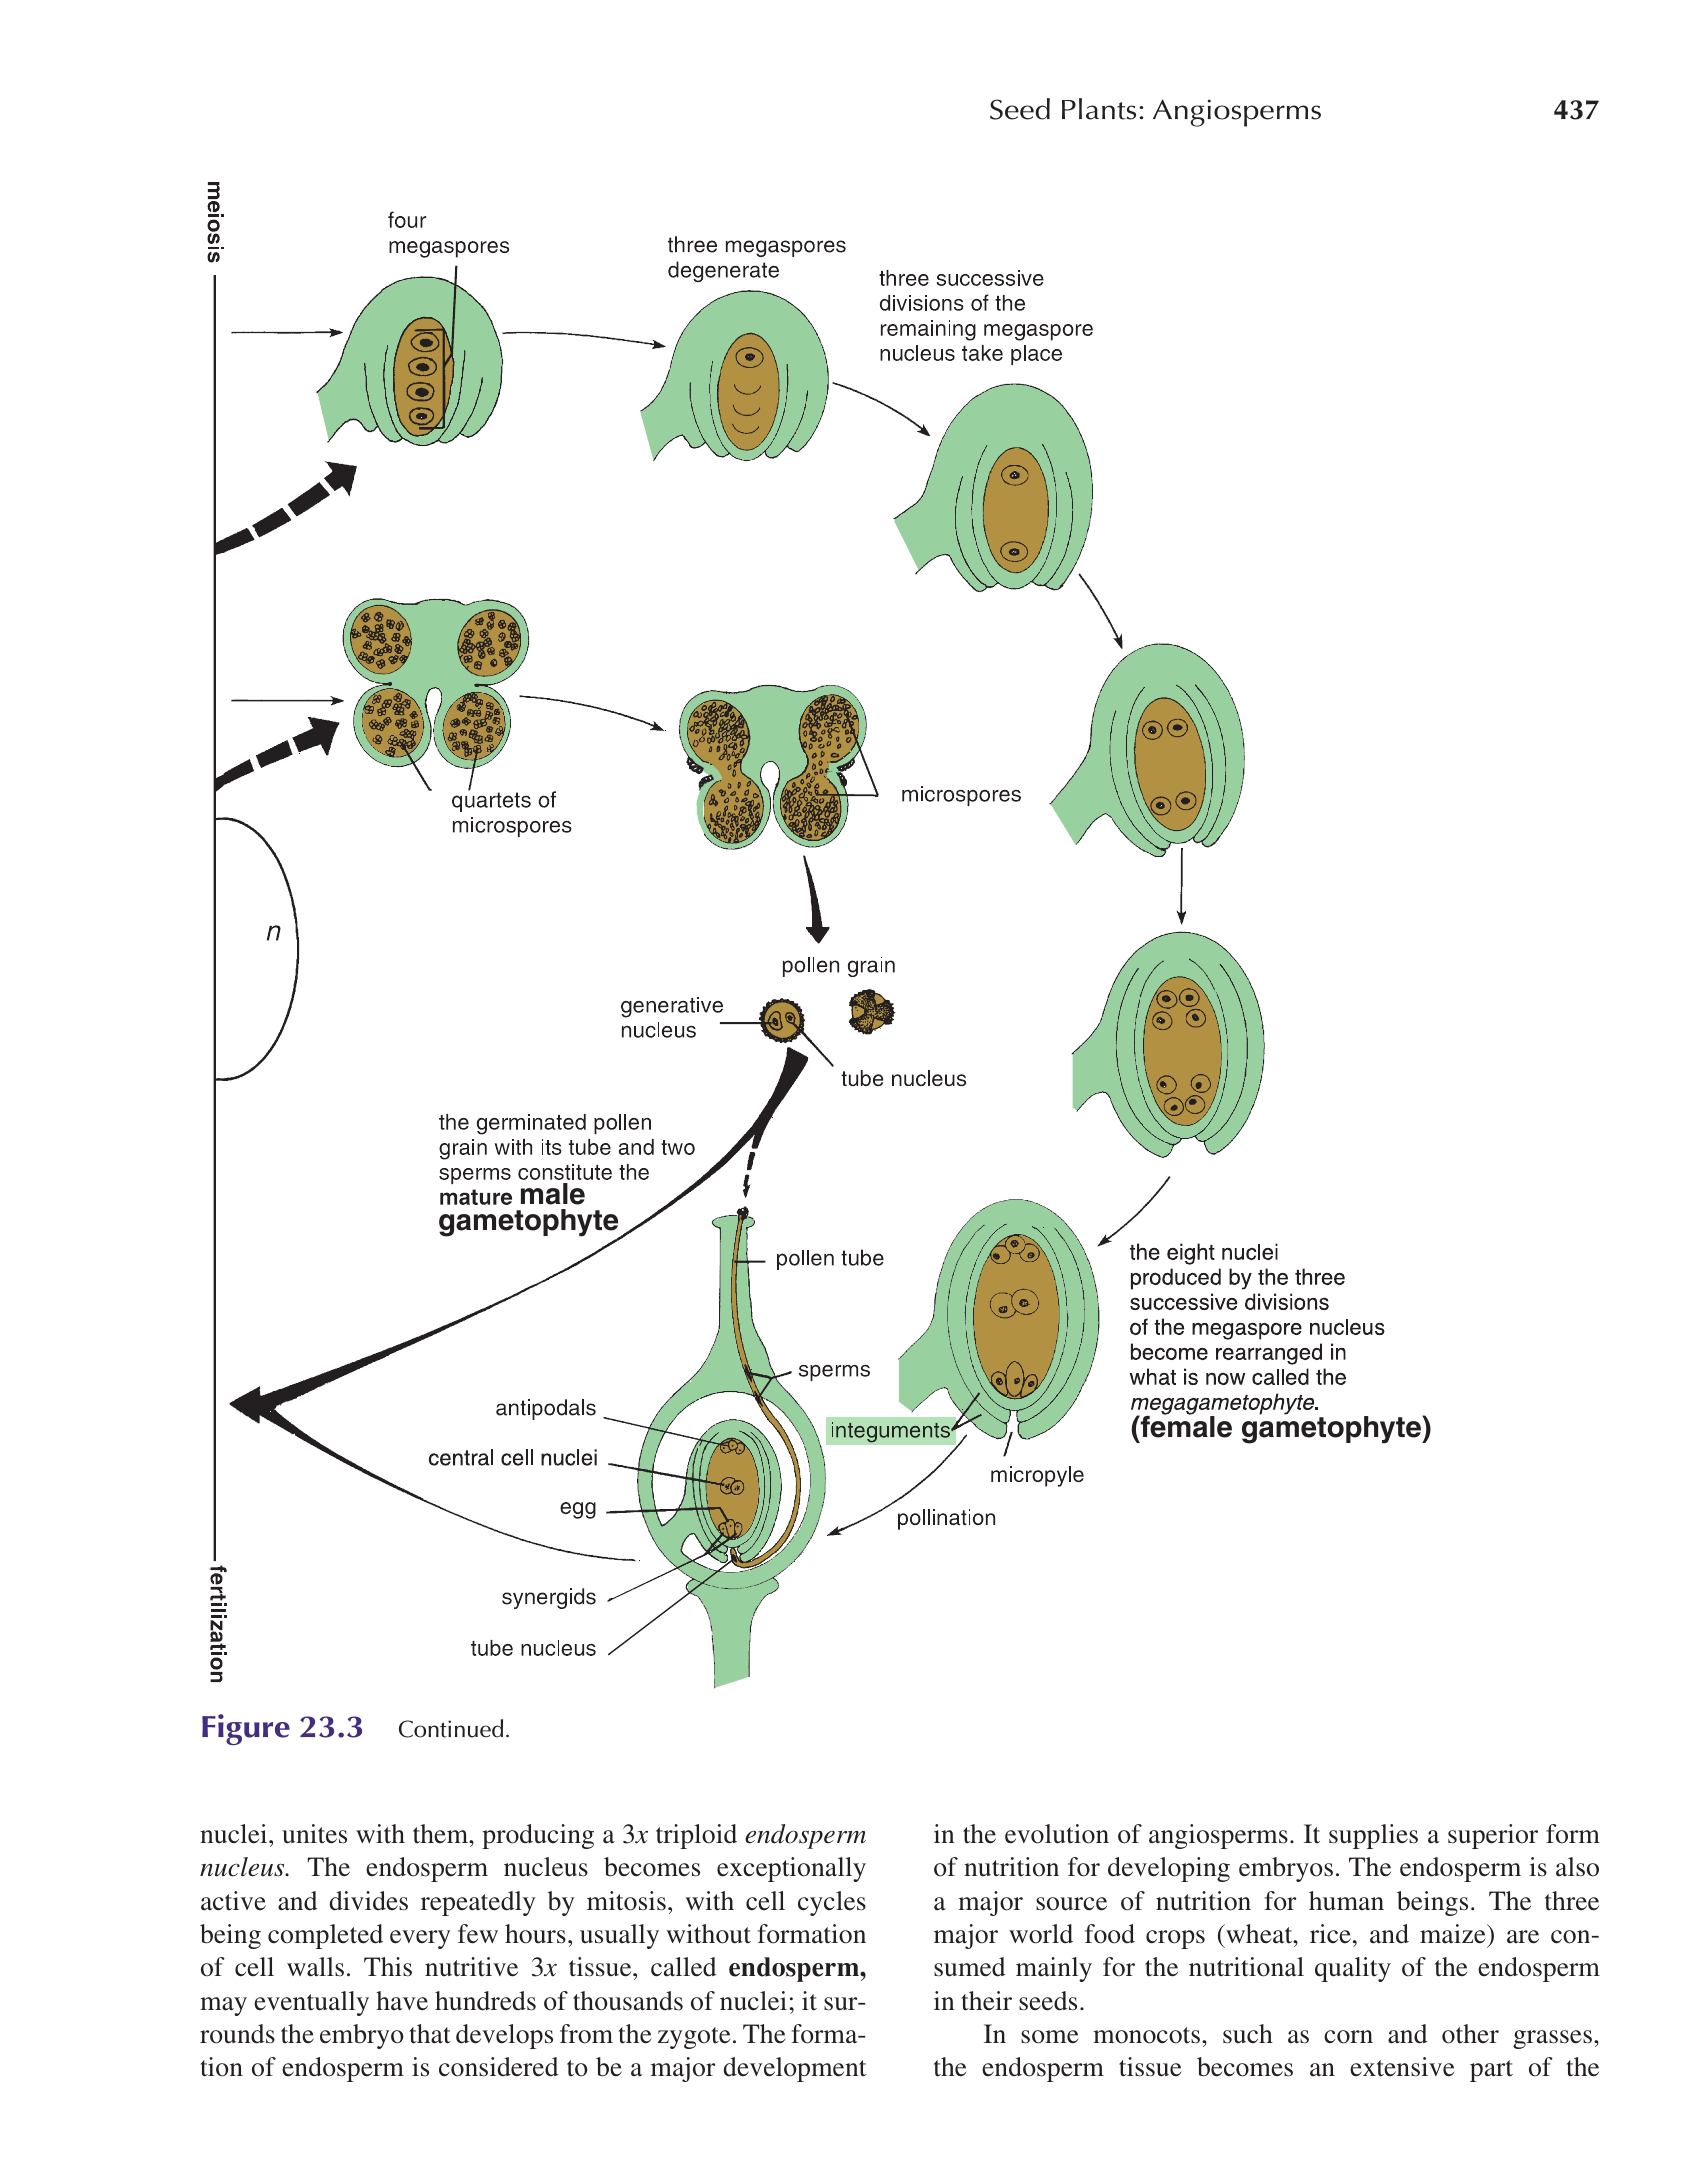 Seed Plants: Angiosperms 437
meiosis
four
megaspores
three megaspores
degenerate
three successive
divisions of the
remaining megaspore
nucleus take place
quartets of
microspores
microspores
n
pollen grain
generative
nucleus
tube nucleus
the germinated pollen
grain with its tube and two
sperms constitute the
mature male
gametophyte
pollen tube
sperms
the eight nuclei
produced by the three
successive divisions
of the megaspore nucleus
become rearranged in
what is now called the
megagametophyte.
(female gametophyte)
antipodals
integuments
central cell nuclei
micropyle
egg
pollination
synergids
tube nucleus
fertilization
Figure 23.3 Continued.
nuclei, unites with them, producing a 3x triploid endosperm
nucleus. The endosperm nucleus becomes exceptionally
active and divides repeatedly by mitosis, with cell cycles
being completed every few hours, usually without formation
of cell walls. This nutritive 3x tissue, called endosperm,
may eventually have hundreds of thousands of nuclei; it sur-
rounds the embryo that develops from the zygote. The forma-
tion of endosperm is considered to be a major development
in the evolution of angiosperms. It supplies a superior form
of nutrition for developing embryos. The endosperm is also
a major source of nutrition for human beings. The three
major world food crops (wheat, rice, and maize) are con-
sumed mainly for the nutritional quality of the endosperm
in their seeds.
In some monocots, such as corn and other grasses,
the endosperm tissue becomes an extensive part of the